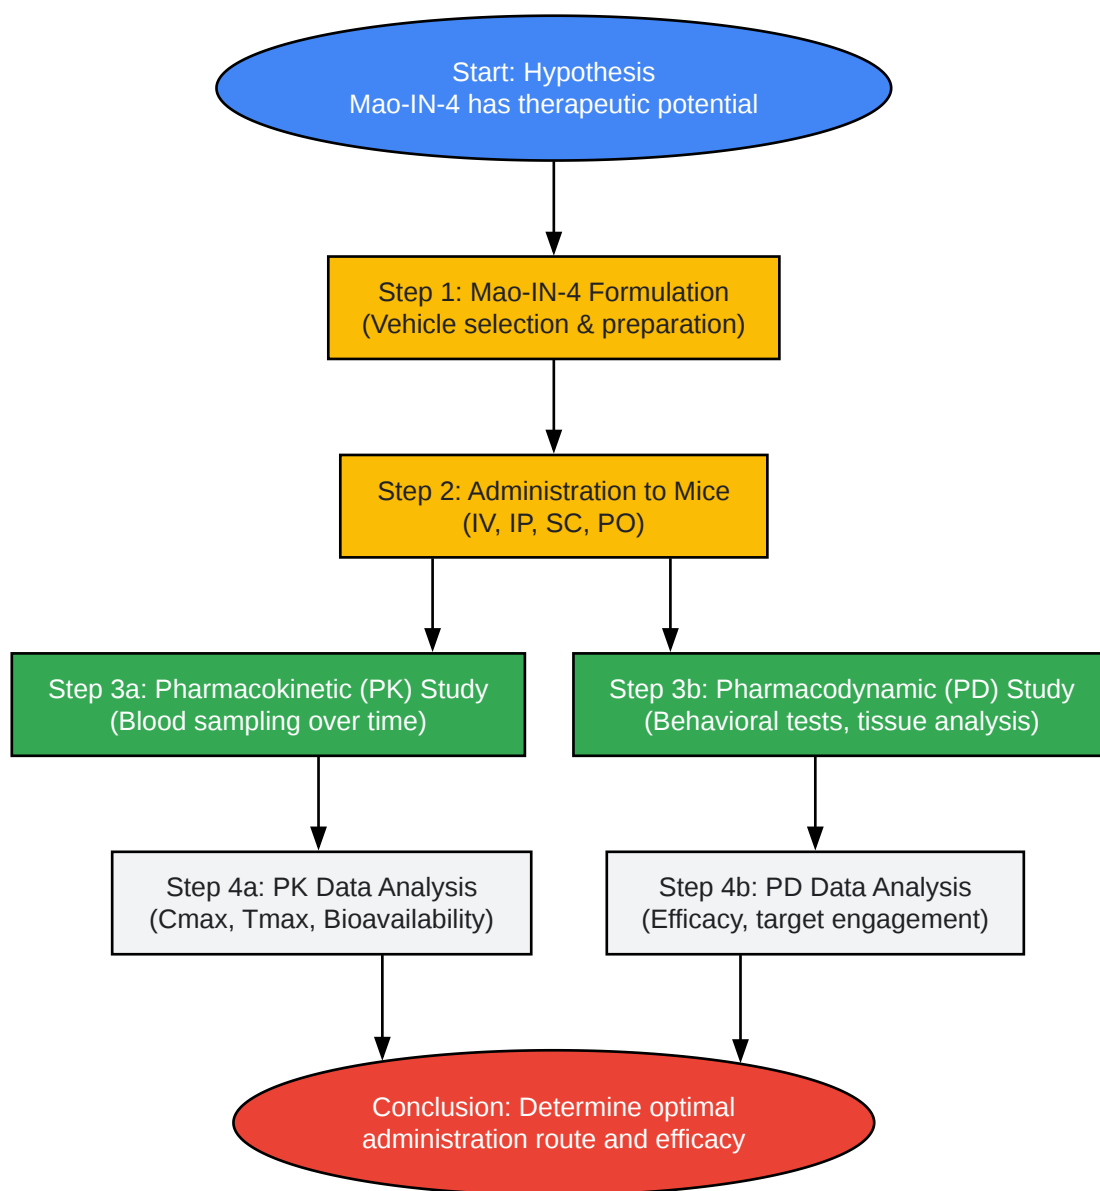 Start: Hypothesis
Mao-IN-4 has therapeutic potential
Step 1: Mao-IN-4 Formulation
(Vehicle selection & preparation)
Step 2: Administration to Mice
(IV, IP, SC, PO)
Step 3a: Pharmacokinetic (PK) Study
(Blood sampling over time)
Step 3b: Pharmacodynamic (PD) Study
(Behavioral tests, tissue analysis)
Step 4a: PK Data Analysis
(Cmax, Tmax, Bioavailability)
Step 4b: PD Data Analysis
(Efficacy, target engagement)
Conclusion: Determine optimal
administration route and efficacy